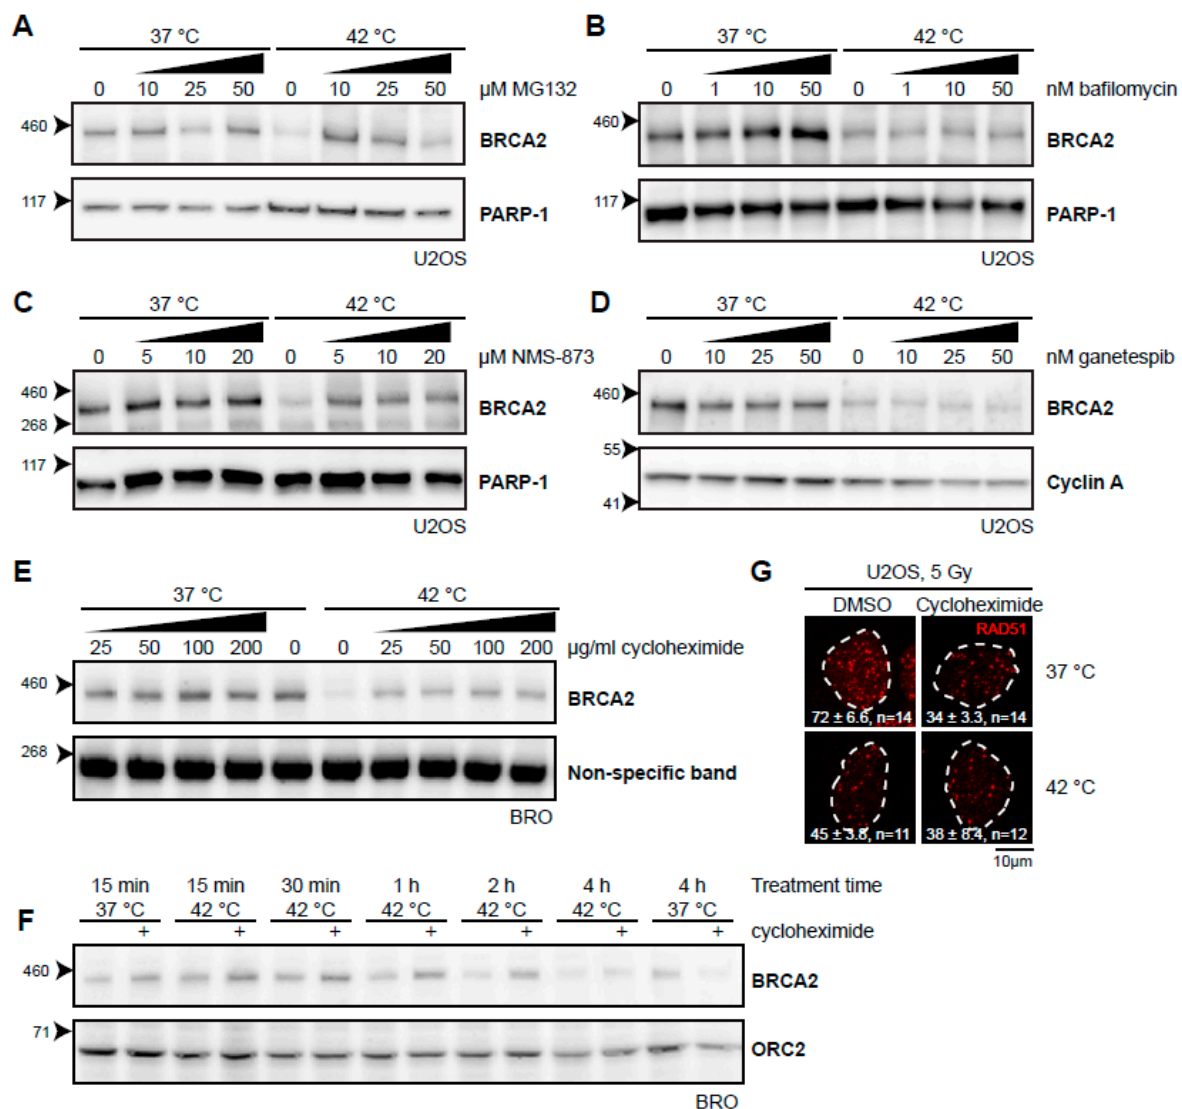 A
37 °C 42 °C
0 10 25 50 0 10 25 50 µM MG132
460 BRCA2
117 PARP-1
U2OS
B
37 °C 42 °C
0 1 10 50 0 1 10 50 nM bafilomycin
460 BRCA2
117 PARP-1
U2OS
C
37 °C 42 °C
0 5 10 20 0 5 10 20 µM NMS-873
460 BRCA2
268
117 PARP-1
U2OS
D
37 °C 42 °C
0 10 25 50 0 10 25 50 nM ganetespib
460 BRCA2
55
Cyclin A
41
U2OS
E
37 °C 42 °C
25 50 100 200 0 0 25 50 100 200 µg/ml cycloheximide
460 BRCA2
268 Non-specific band
BRO
G
U2OS, 5 Gy
DMSO Cycloheximide
RAD51
37 °C
72 ± 6.6, n=14 34 ± 3.3, n=14
42 °C
45 ± 3.8, n=11 38 ± 8.4, n=12
10µm
15 min 15 min 30 min 1 h 2 h 4 h 4 h Treatment time
F 37 °C 42 °C 42 °C 42 °C 42 °C 42 °C 37 °C
+ + + + + + + cycloheximide
460 BRCA2
71 ORC2
BRO